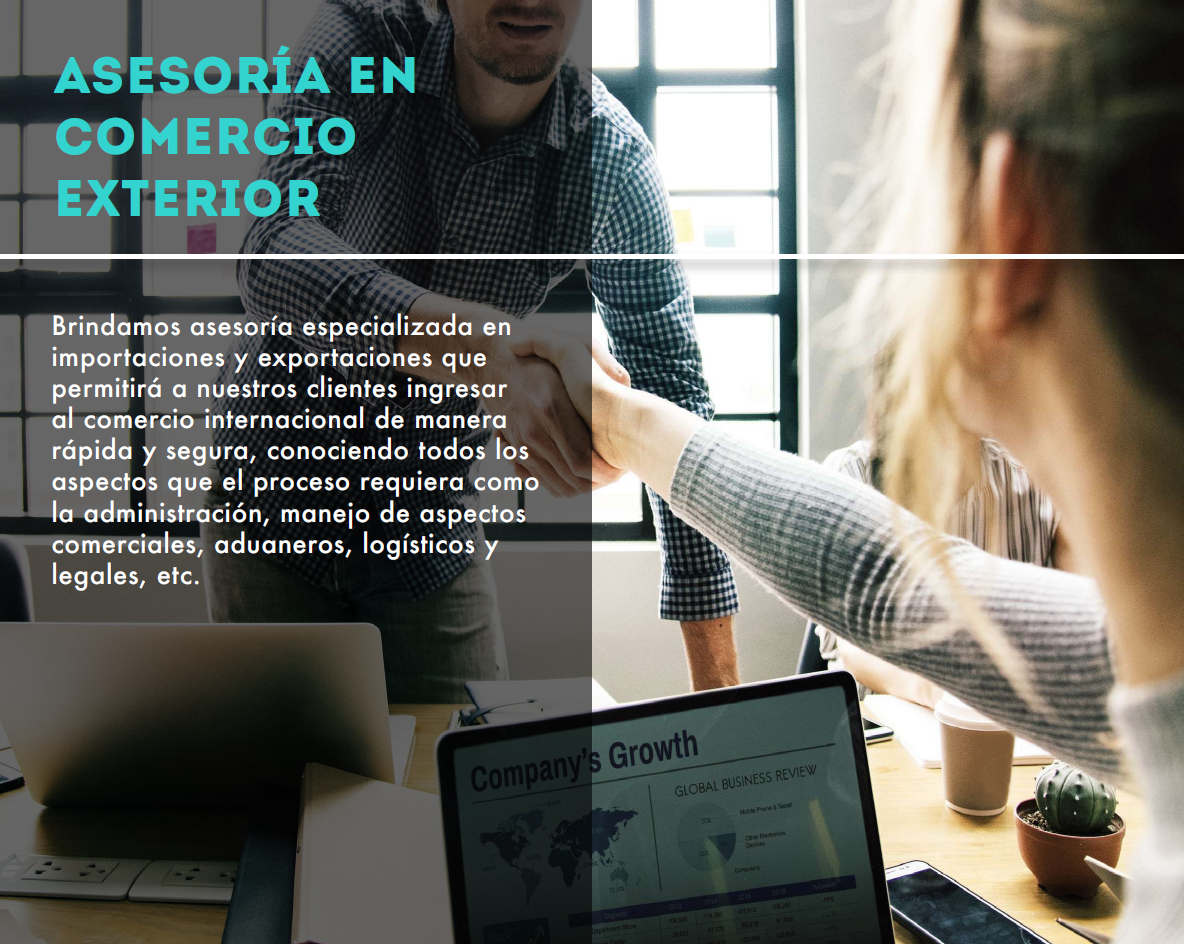 ASESORÍA EN
COMERCIO
EXTERIOR
Brindamos asesoría especializada en
importaciones y exportaciones que
permitirá a nuestros clientes ingresar
al comercio internacional de manera
rápida y segura, conociendo todos los
aspectos que el proceso requiera como
la administración, manejo de aspectos
comerciales, aduaneros, logísticos y
legales, etc.
Company's Growth
GLOBAL BUSINESS REVIEW
Mobile Phone & Tablet
Other Electronics
Devices
Computers